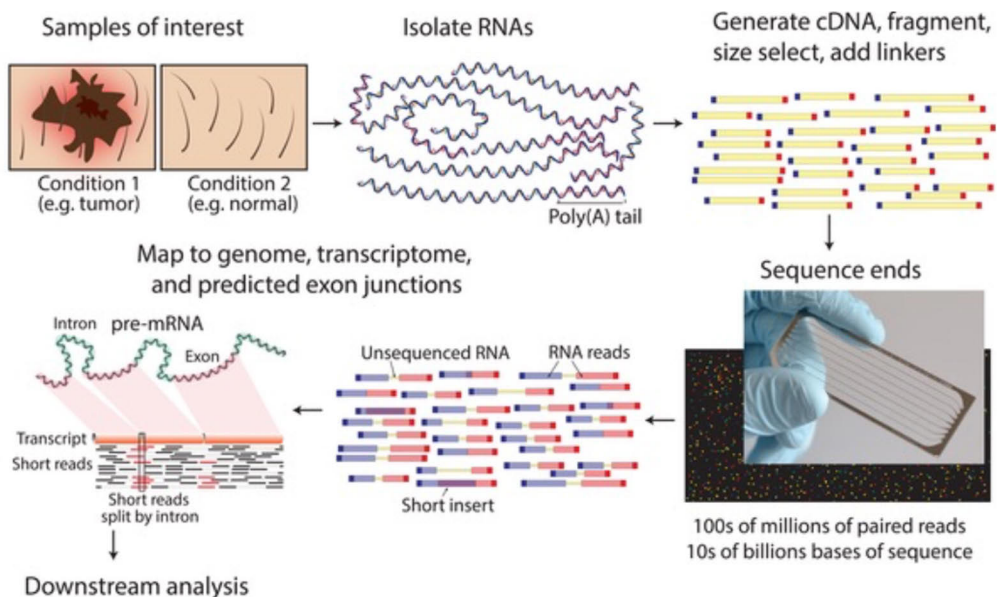 Samples of interest
Condition 1
(e.g. tumor)
Condition 2
(e.g. normal)
Isolate RNAs
Poly(A) tail
Generate cDNA, fragment,
size select, add linkers
Sequence ends
100s of millions of paired reads
10s of billions bases of sequence
Unsequenced RNA
RNA reads
Short insert
Map to genome, transcriptome,
and predicted exon junctions
Intron
pre-mRNA
Exon
Transcript
Short reads
Short reads
split by intron
Downstream analysis